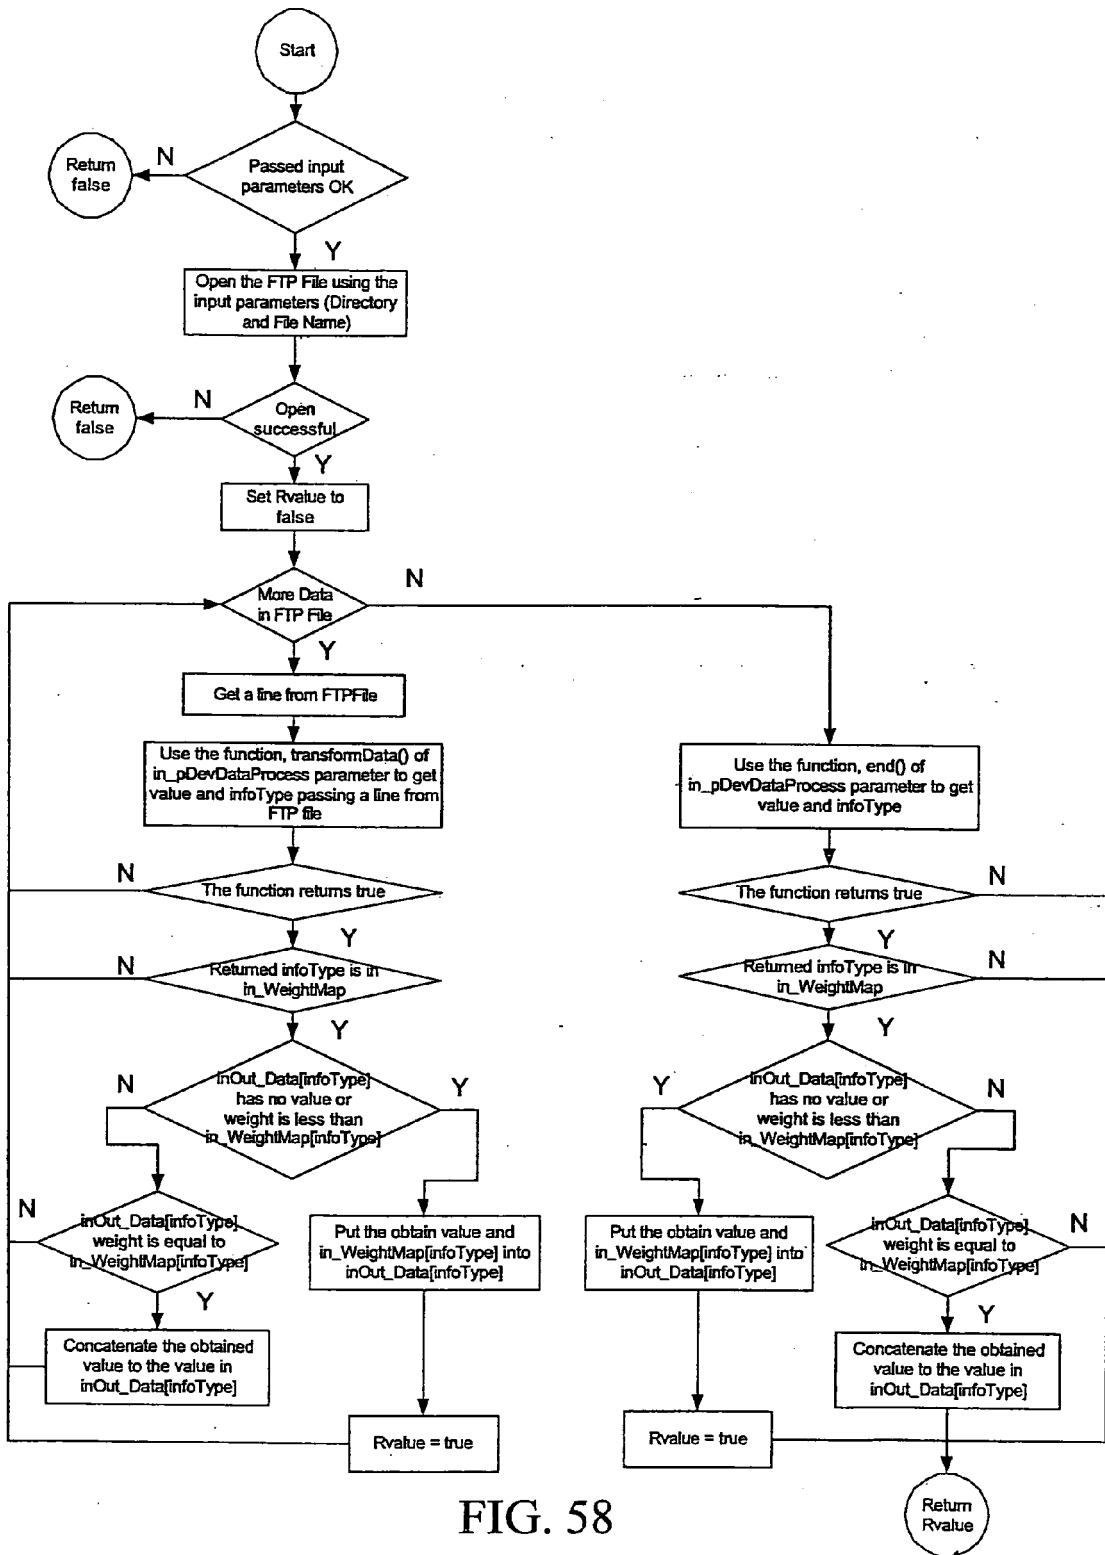 Start
Passed input
parameters OK
N
Return
false
Y
Open the FTP File using the
input parameters (Directory
and File Name)
Open
successful
N
Return
false
Y
Set Rvalue to
false
More Data
in FTP File
N
Y
Get a line from FTPFile
Use the function, transformData() of
in_pDevDataProcess parameter to get
value and infoType passing a line from
FTP file
The function returns true
N
Y
Returned infoType is in
in_WeightMap
N
Y
inOut_Data[infoType]
has no value or
weight is less than
in_WeightMap[infoType]
N
Y
inOut_Data[infoType]
weight is equal to
in_WeightMap[infoType]
N
Y
Concatenate the obtained
value to the value in
inOut_Data[infoType]
Put the obtain value and
in_WeightMap[infoType] into
inOut_Data[infoType]
Rvalue = true
Use the function, end() of
in_pDevDataProcess parameter to get
value and infoType
The function returns true
N
Y
Returned infoType is in
in_WeightMap
N
Y
inOut_Data[infoType]
has no value or
weight is less than
in_WeightMap[infoType]
Y
N
Put the obtain value and
in_WeightMap[infoType] into
inOut_Data[infoType]
Rvalue = true
inOut_Data[infoType]
weight is equal to
in_WeightMap[infoType]
N
Y
Concatenate the obtained
value to the value in
inOut_Data[infoType]
Return
Rvalue
FIG. 58